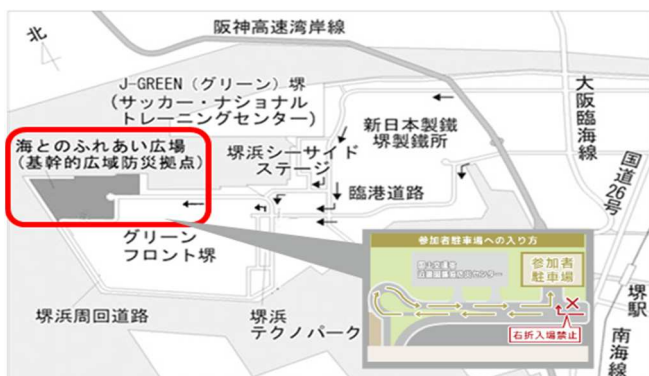 北
阪神高速湾岸線
J-GREEN（グリーン）堺
（サッカー・ナショナル
トレーニングセンター）
大阪臨海線
海とのふれあい広場
（基幹的広域防災拠点）
堺浜シーサイド
ステージ
新日本製鐵
堺製鐵所
国道26号
臨港道路
グリーン
フロント堺
参加者駐車場への入り方
参加者
駐車場
右折入場禁止
堺浜周回道路
堺浜
テクノパーク
堺駅
南海線